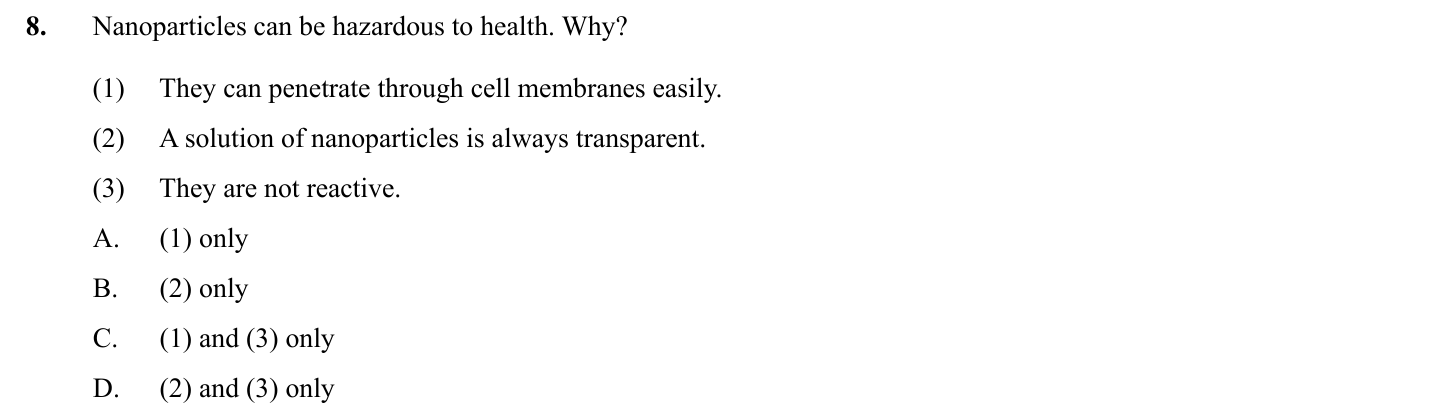 8. Nanoparticles can be hazardous to health. Why?
(1) They can penetrate through cell membranes easily.
(2) A solution of nanoparticles is always transparent.
(3) They are not reactive.
A. (1) only
B. (2) only
C. (1) and (3) only
D. (2) and (3) only